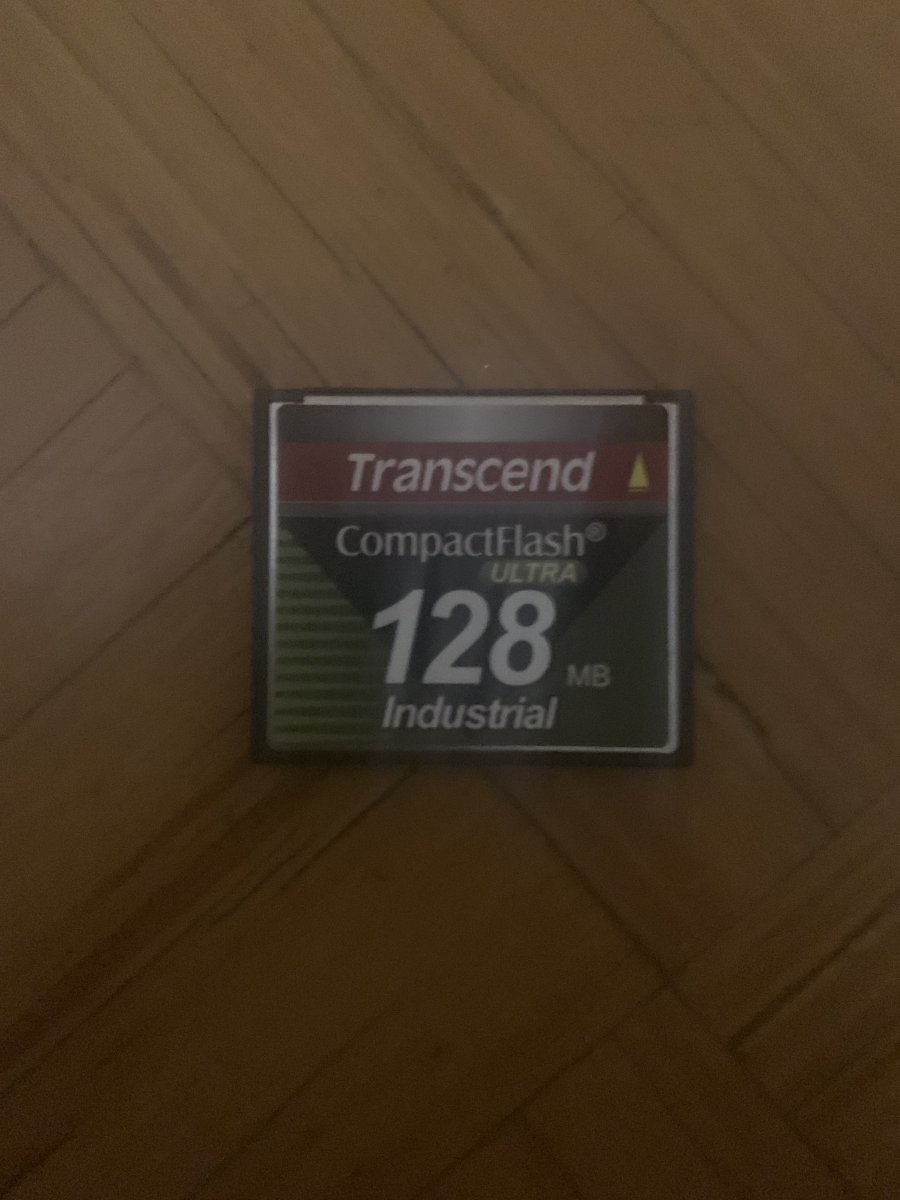 Transcend
CompactFlash®
ULTRA
128 MB
Industrial